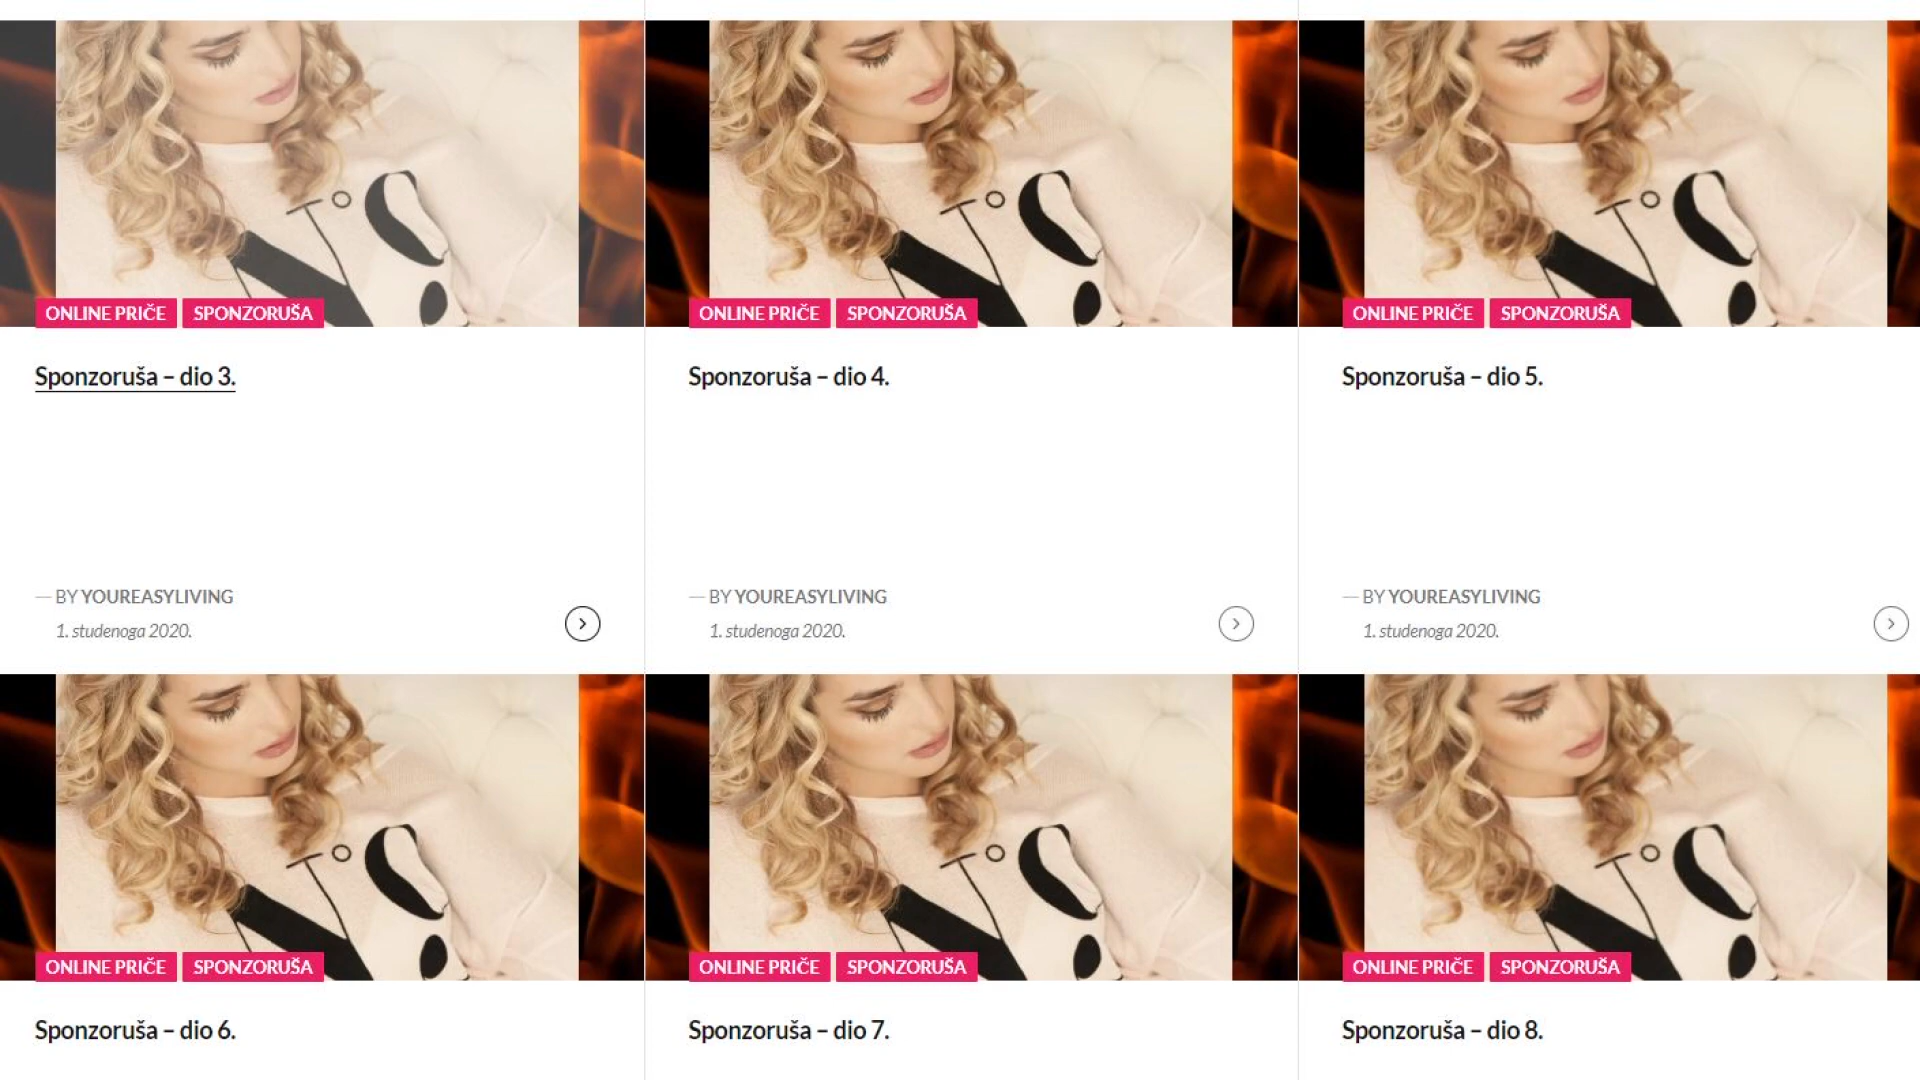 ONLINE PRIČE SPONZORUŠA
ONLINE PRIČE SPONZORUŠA
ONLINE PRIČE SPONZORUŠA
Sponzoruša – dio 3.
Sponzoruša – dio 4.
Sponzoruša – dio 5.
— BY YOUREASYLIVING
1. studenoga 2020.
— BY YOUREASYLIVING
1. studenoga 2020.
— BY YOUREASYLIVING
1. studenoga 2020.
ONLINE PRIČE SPONZORUŠA
ONLINE PRIČE SPONZORUŠA
ONLINE PRIČE SPONZORUŠA
Sponzoruša – dio 6.
Sponzoruša – dio 7.
Sponzoruša – dio 8.